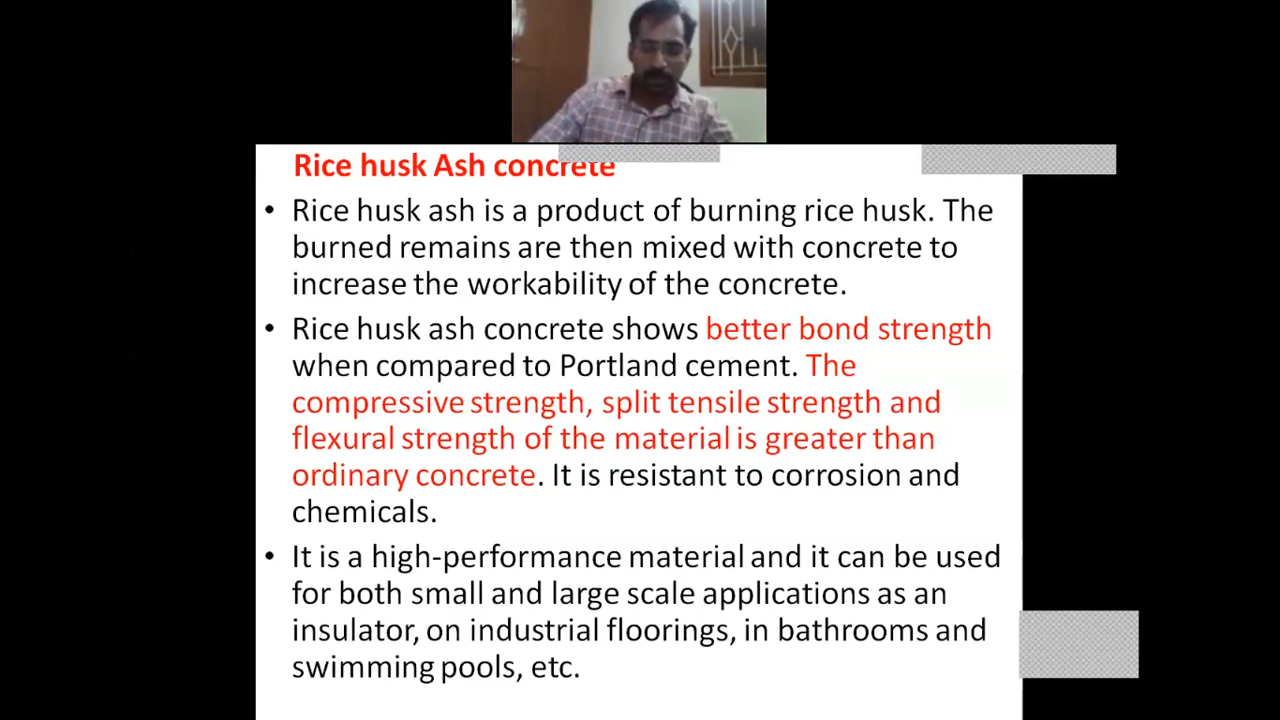 Rice husk Ash concrete
• Rice husk ash is a product of burning rice husk. The
burned remains are then mixed with concrete to
increase the workability of the concrete.
• Rice husk ash concrete shows better bond strength
when compared to Portland cement. The
compressive strength, split tensile strength and
flexural strength of the material is greater than
ordinary concrete. It is resistant to corrosion and
chemicals.
• It is a high-performance material and it can be used
for both small and large scale applications as an
insulator, on industrial floorings, in bathrooms and
swimming pools, etc.